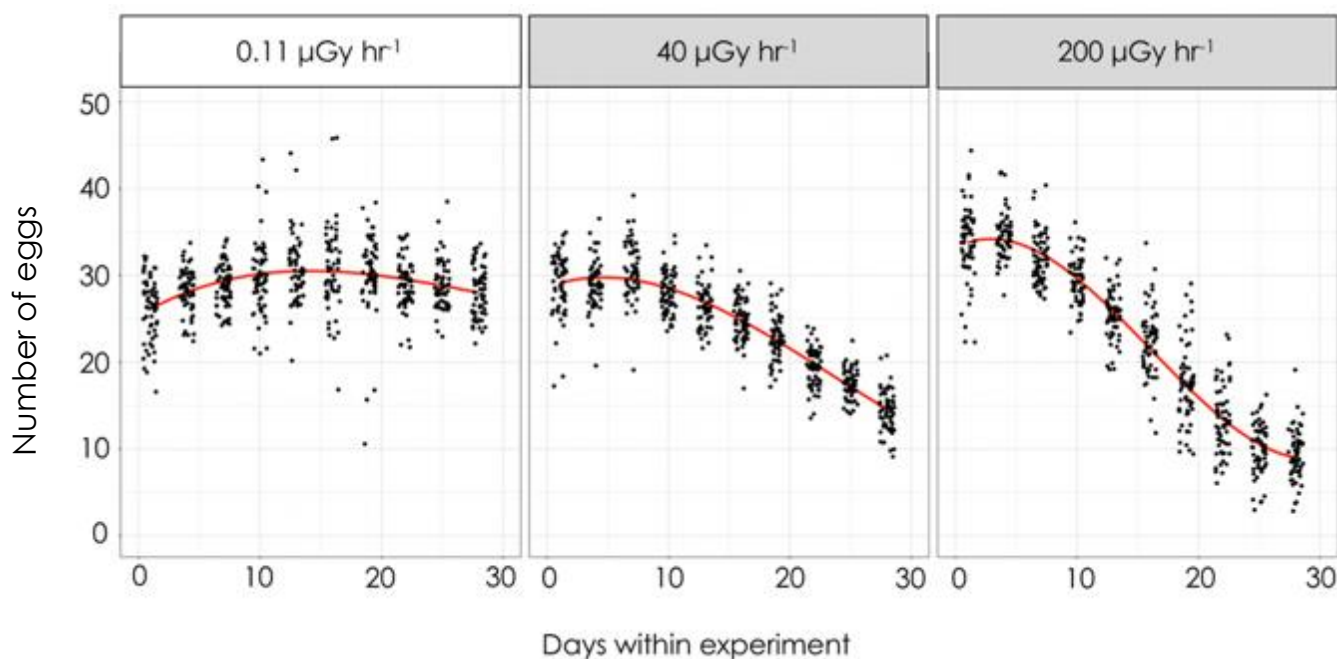 0.11 μGy hr⁻¹ 40 μGy hr⁻¹ 200 μGy hr⁻¹
50
40
30
20
10
0
Number of eggs
0 10 20 30 0 10 20 30 0 10 20 30
Days within experiment